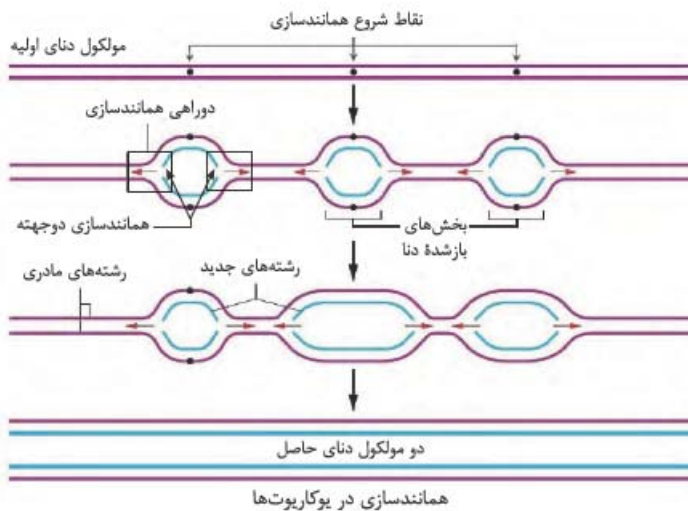 نقاط شروع همانندسازی
مولکول دنای اولیه
دوراهی همانندسازی
همانندسازی دوجهته
بخش‌های
بازشدهٔ دنا
رشته‌های جدید
رشته‌های مادری
دو مولکول دنای حاصل
همانندسازی در یوکاریوت‌ها